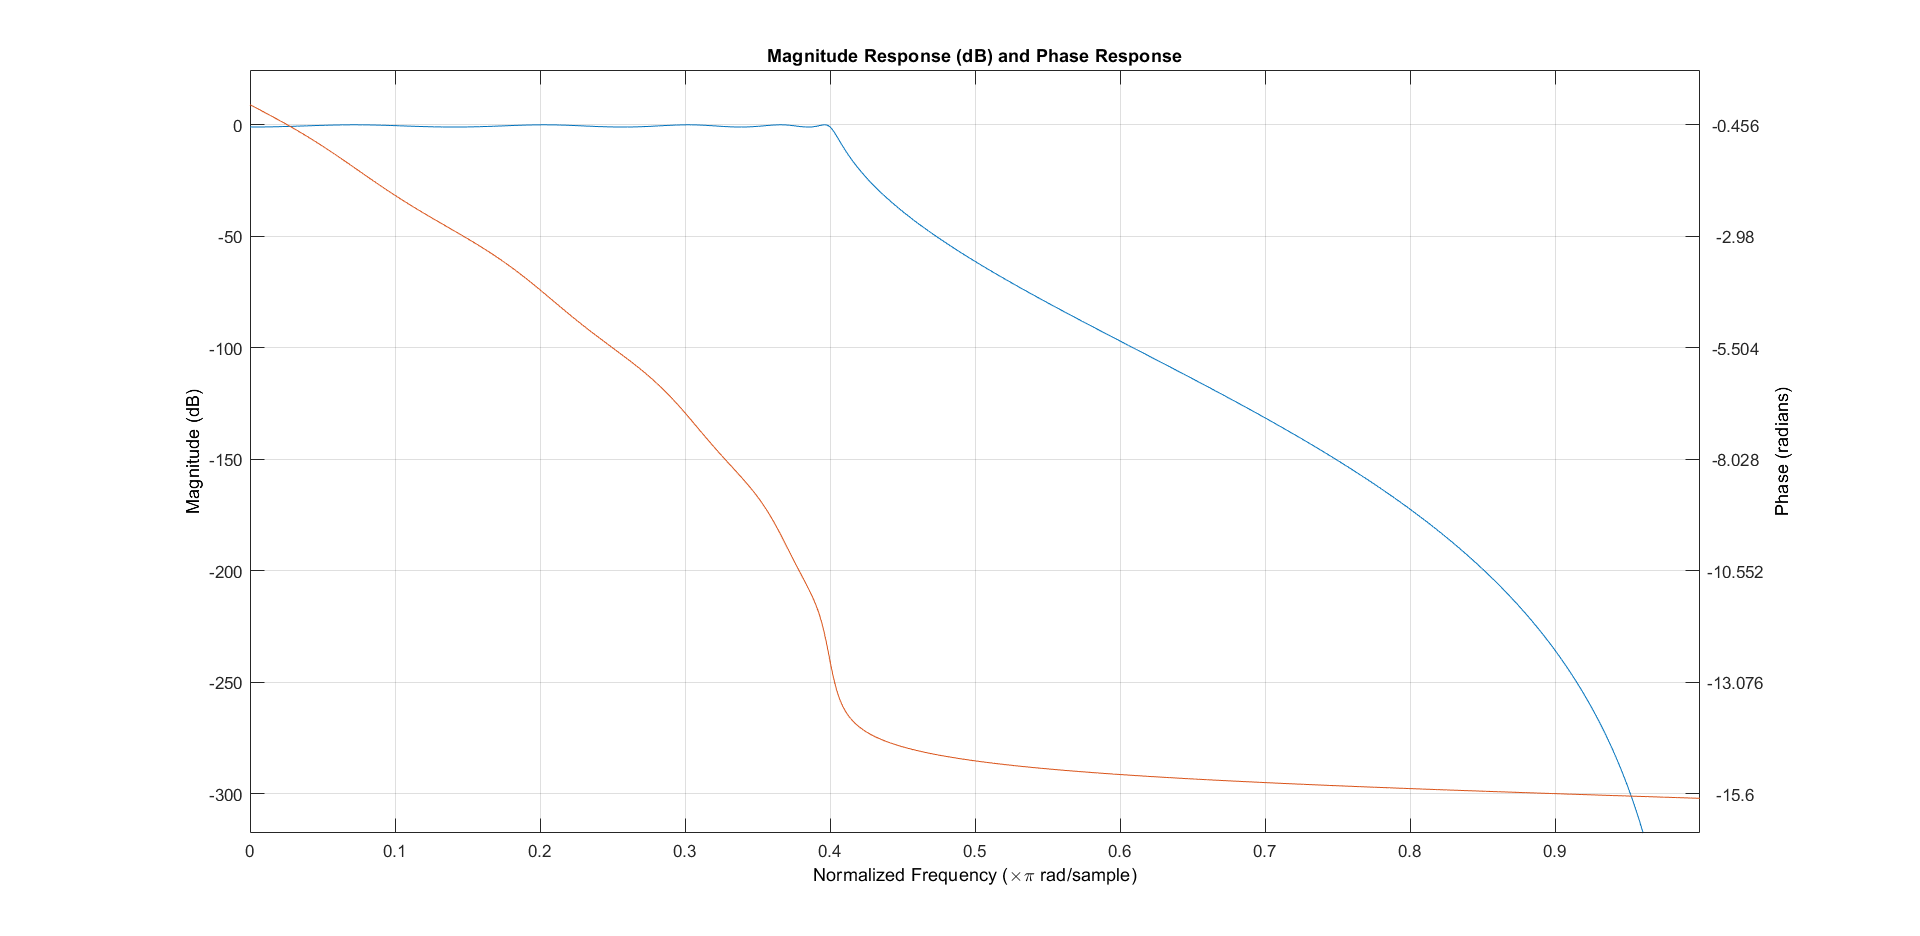 Magnitude Response (dB) and Phase Response
0
-50
-100
-150
-200
-250
-300
Magnitude (dB)
-0.456
-2.98
-5.504
-8.028
-10.552
-13.076
-15.6
Phase (radians)
0 0.1 0.2 0.3 0.4 0.5 0.6 0.7 0.8 0.9
Normalized Frequency (×π rad/sample)